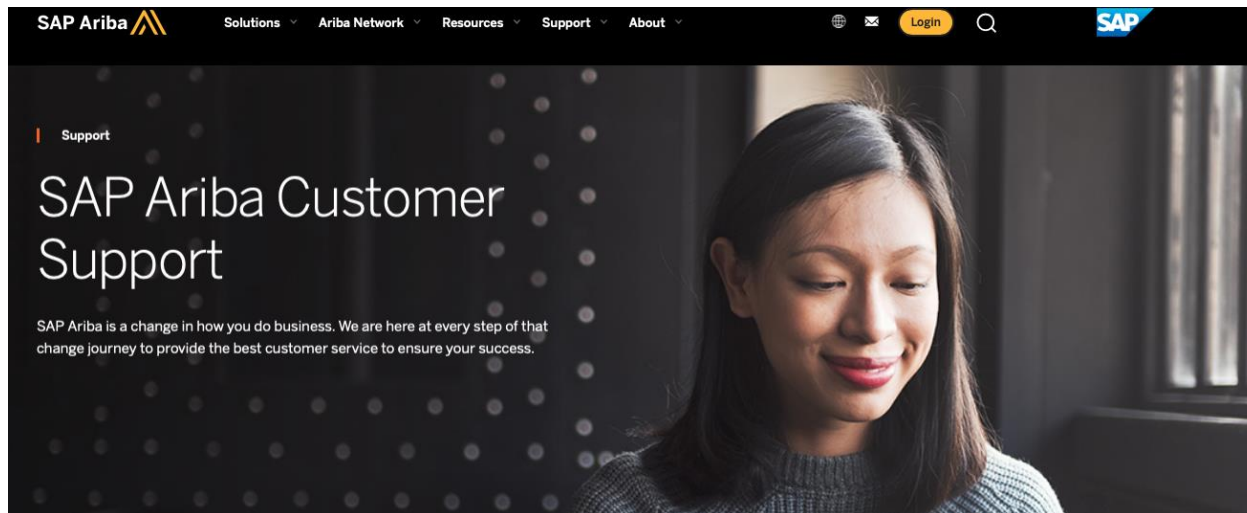 SAP Ariba Solutions Ariba Network Resources Support About Login SAP
Support
SAP Ariba Customer
Support
SAP Ariba is a change in how you do business. We are here at every step of that
change journey to provide the best customer service to ensure your success.